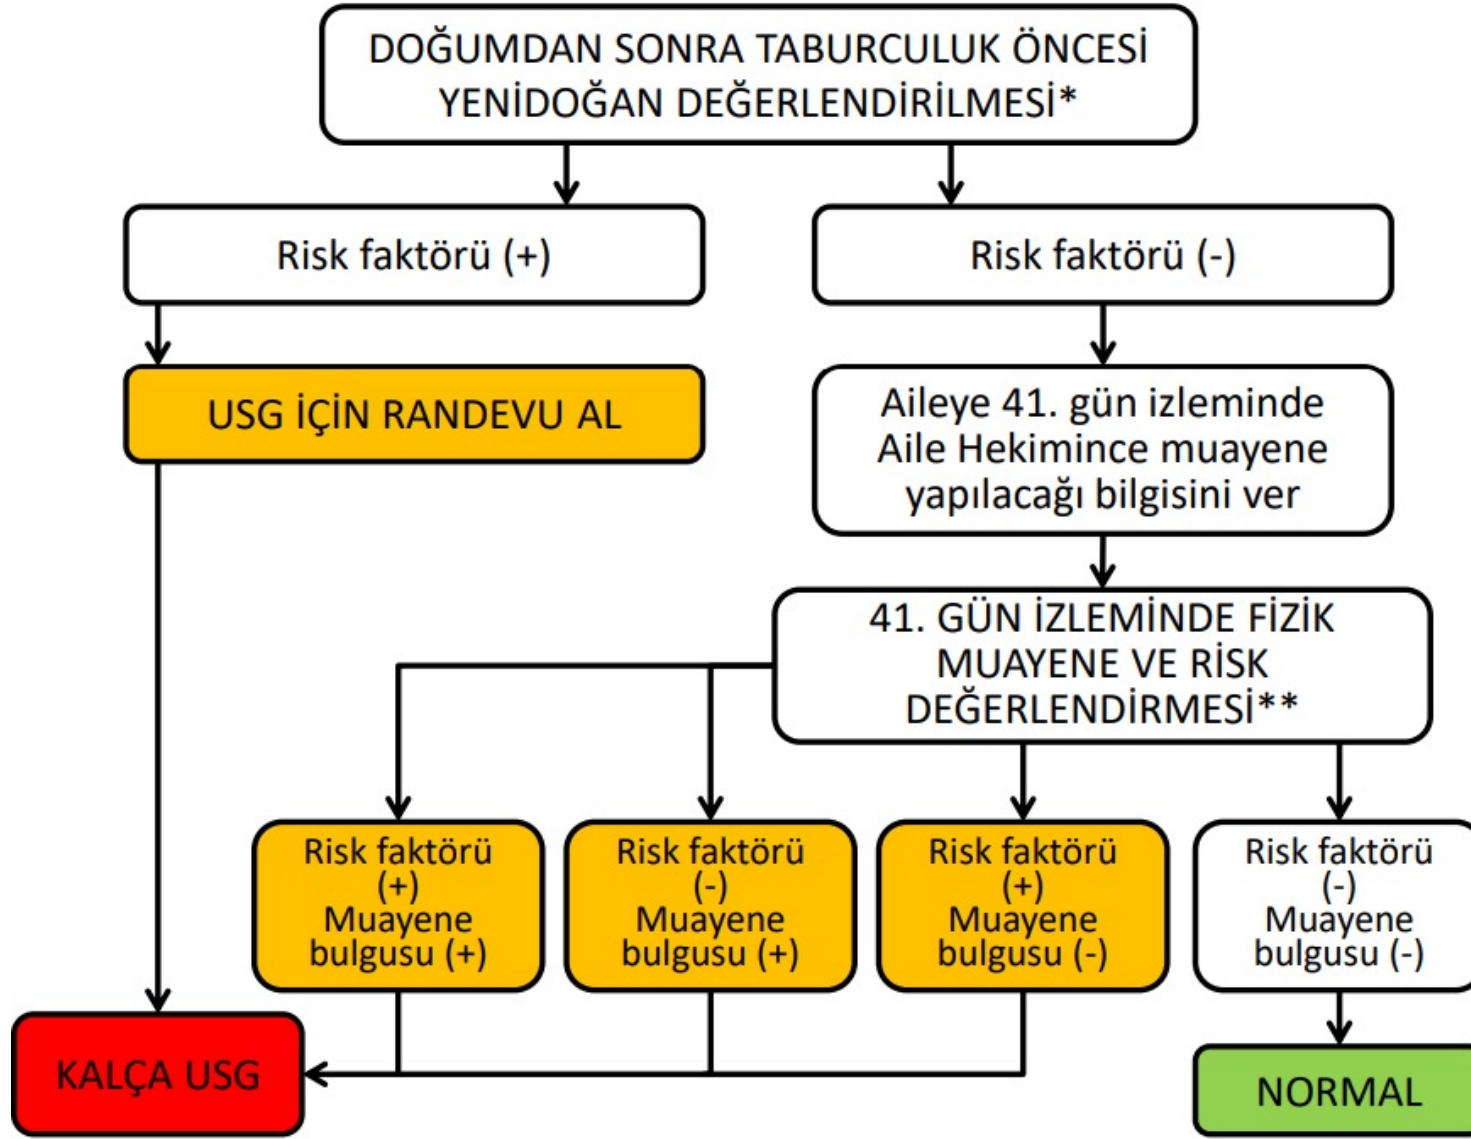 DOĞUMDAN SONRA TABURCULUK ÖNCESİ
YENİDOĞAN DEĞERLENDİRİLMESİ*
Risk faktörü (+)
Risk faktörü (-)
USG İÇİN RANDEVU AL
Aileye 41. gün izleminde
Aile Hekimince muayene
yapılacağı bilgisini ver
41. GÜN İZLEMİNDE FİZİK
MUAYENE VE RİSK
DEĞERLENDİRMESİ**
Risk faktörü
(+)
Muayene
bulgusu (+)
Risk faktörü
(-)
Muayene
bulgusu (+)
Risk faktörü
(+)
Muayene
bulgusu (-)
Risk faktörü
(-)
Muayene
bulgusu (-)
KALÇA USG
NORMAL